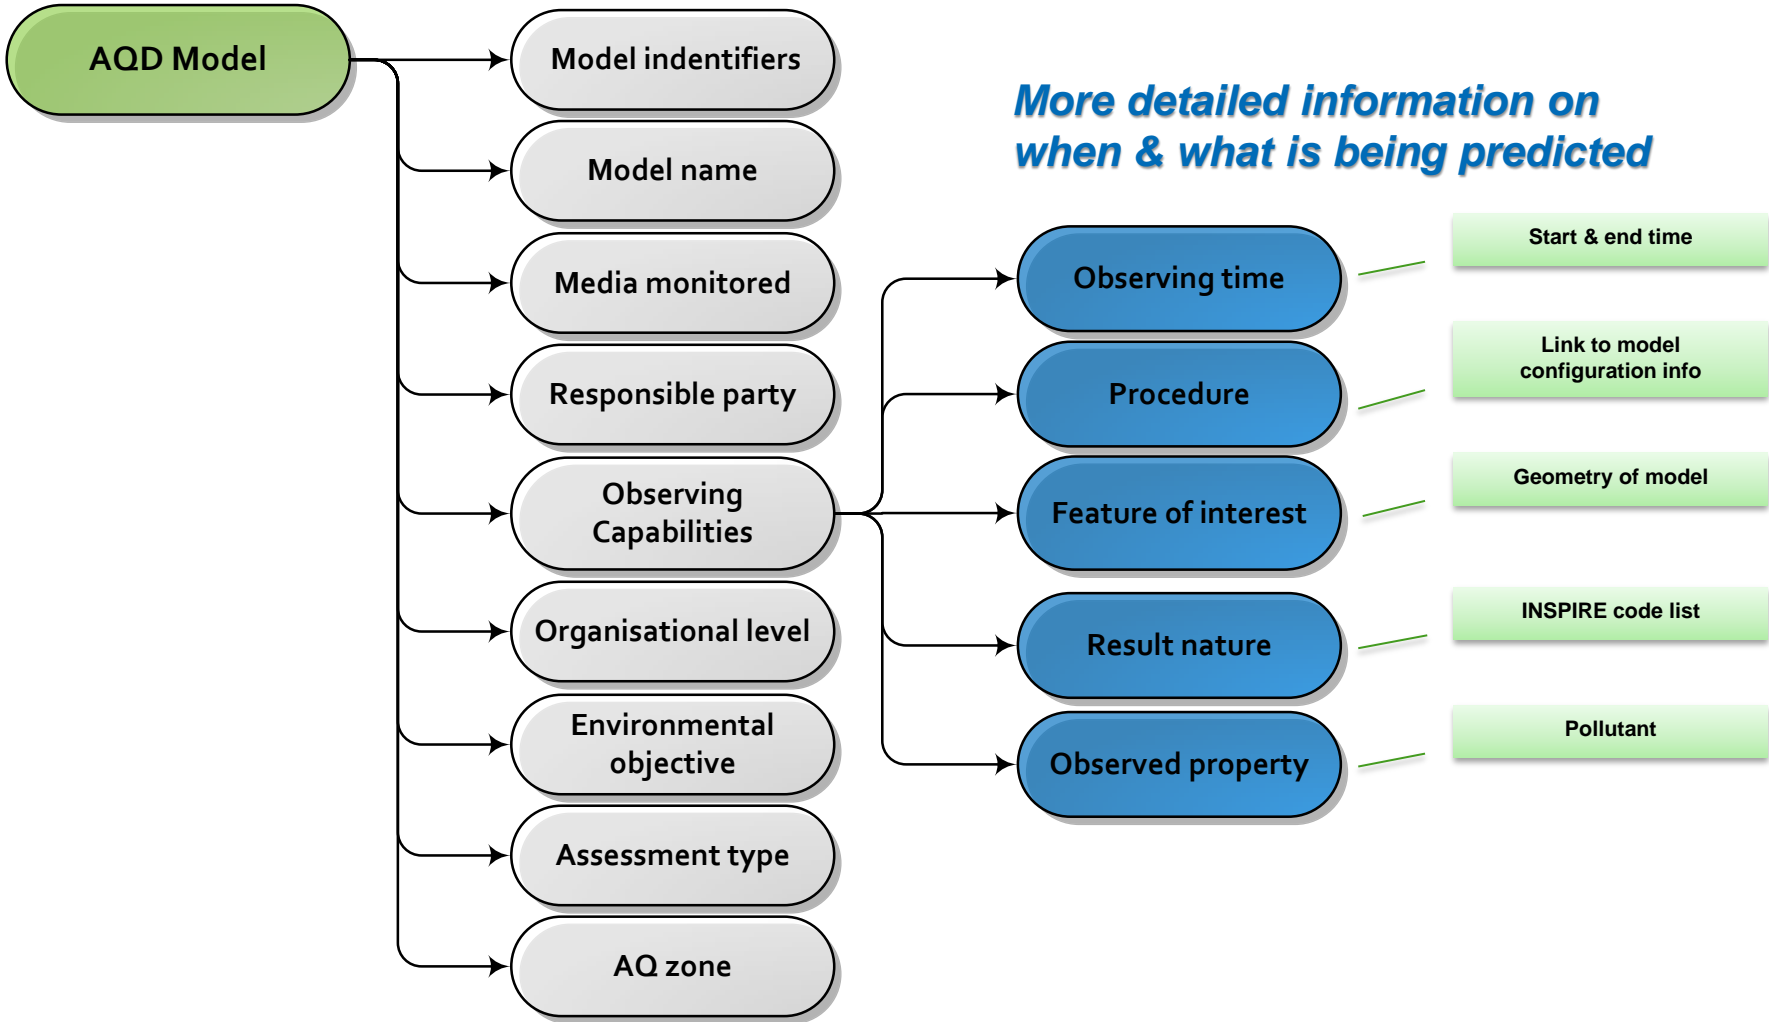 AQD Model
Model indentifiers
Model name
Media monitored
Responsible party
Observing
Capabilities
Organisational level
Environmental
objective
Assessment type
AQ zone
More detailed information on
when & what is being predicted
Observing time
Procedure
Feature of interest
Result nature
Observed property
Start & end time
Link to model
configuration info
Geometry of model
INSPIRE code list
Pollutant